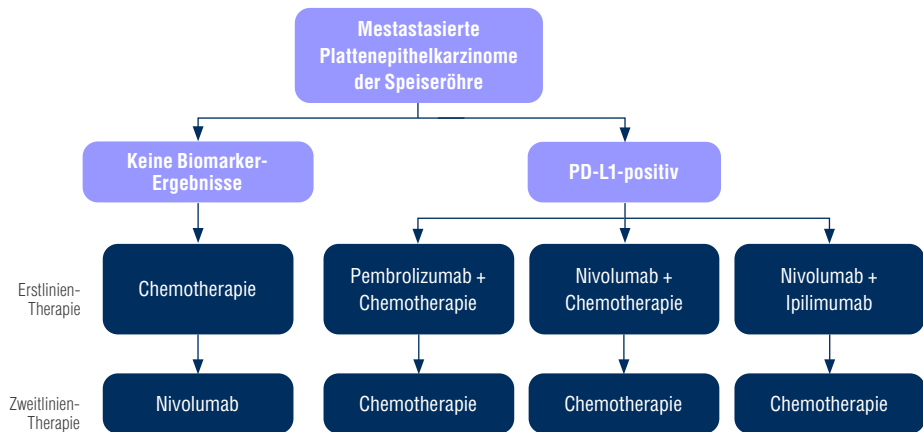 Mestastasierte
Plattenepithelkarzinome
der Speiseröhre
Keine Biomarker-
Ergebnisse
PD-L1-positiv
Erstlinien-
Therapie
Chemotherapie
Pembrolizumab +
Chemotherapie
Nivolumab +
Chemotherapie
Nivolumab +
Ipilimumab
Zweitlinien-
Therapie
Nivolumab
Chemotherapie
Chemotherapie
Chemotherapie